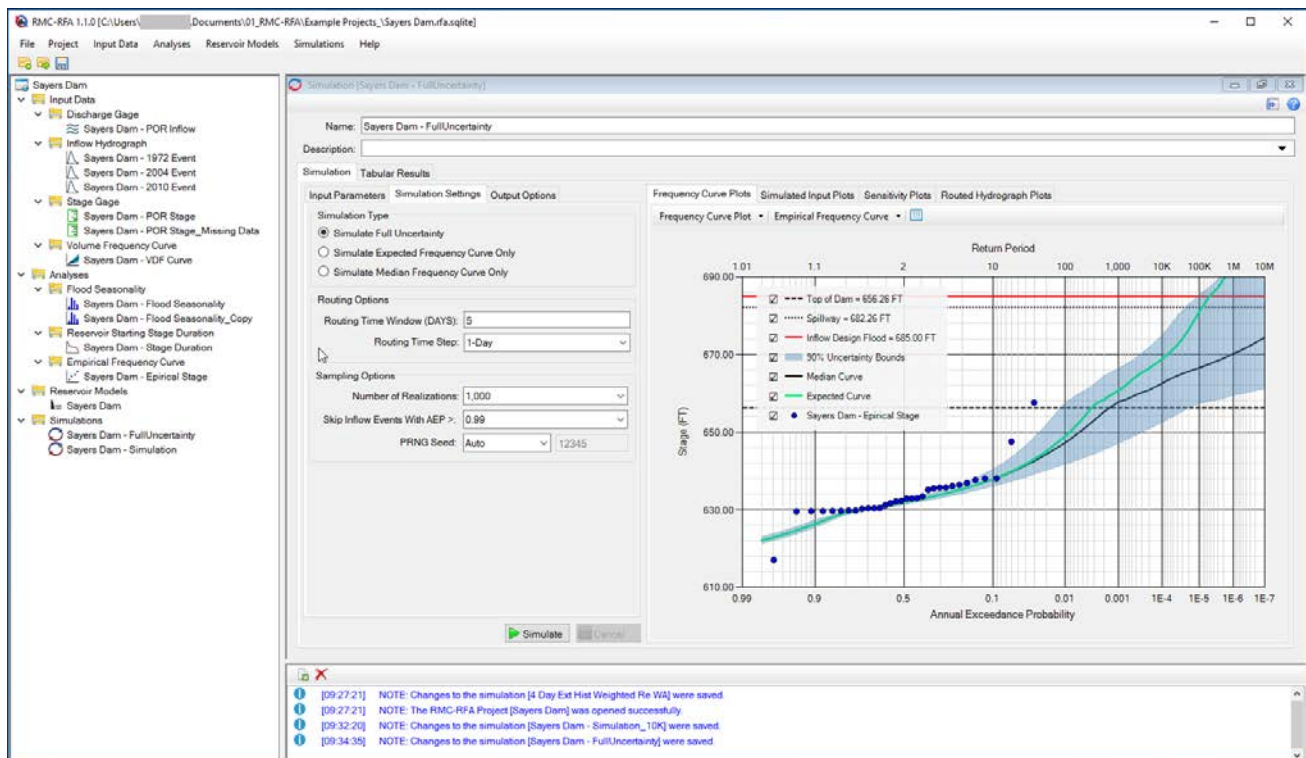 RMC-RFA 1.1.0 [C:\Users\ .Documents\01_RMC-RFA\Example Projects_\Sayers Dam.rfa.sqlite]
File Project Input Data Analyses Reservoir Models Simulations Help
Sayers Dam
Input Data
Discharge Gage
Sayers Dam - POR Inflow
Inflow Hydrograph
Sayers Dam - 1972 Event
Sayers Dam - 2004 Event
Sayers Dam - 2010 Event
Stage Gage
Sayers Dam - POR Stage
Sayers Dam - POR Stage_Missing Data
Volume Frequency Curve
Sayers Dam - VDF Curve
Analyses
Flood Seasonality
Sayers Dam - Flood Seasonality
Sayers Dam - Flood Seasonality_Copy
Reservoir Starting Stage Duration
Sayers Dam - Stage Duration
Empirical Frequency Curve
Sayers Dam - Epirical Stage
Reservoir Models
Sayers Dam
Simulations
Sayers Dam - FullUncertainty
Sayers Dam - Simulation
Simulation [Sayers Dam - FullUncertainty]
Name: Sayers Dam - FullUncertainty
Description:
Simulation Tabular Results
Input Parameters Simulation Settings Output Options
Simulation Type
Simulate Full Uncertainty
Simulate Expected Frequency Curve Only
Simulate Median Frequency Curve Only
Routing Options
Routing Time Window (DAYS): 5
Routing Time Step: 1-Day
Sampling Options
Number of Realizations: 1,000
Skip Inflow Events With AEP >: 0.99
PRNG Seed: Auto 12345
Simulate Cancel
Frequency Curve Plots Simulated Input Plots Sensitivity Plots Routed Hydrograph Plots
Frequency Curve Plot Empirical Frequency Curve
Return Period
1.01 1.1 2 10 100 1,000 10K 100K 1M 10M
690.00
670.00
650.00
630.00
610.00
Stage (FT)
Top of Dam = 656.26 FT
Spillway = 682.26 FT
Inflow Design Flood = 685.00 FT
90% Uncertainty Bounds
Median Curve
Expected Curve
Sayers Dam - Epirical Stage
0.99 0.9 0.5 0.1 0.01 0.001 1E-4 1E-5 1E-6 1E-7
Annual Exceedance Probability
[09:27:21] NOTE: Changes to the simulation [4 Day Ext Hist Weighted Re WA] were saved.
[09:27:21] NOTE: The RMC-RFA Project [Sayers Dam] was opened successfully.
[09:32:20] NOTE: Changes to the simulation [Sayers Dam - Simulation_10K] were saved.
[09:34:35] NOTE: Changes to the simulation [Sayers Dam - FullUncertainty] were saved.